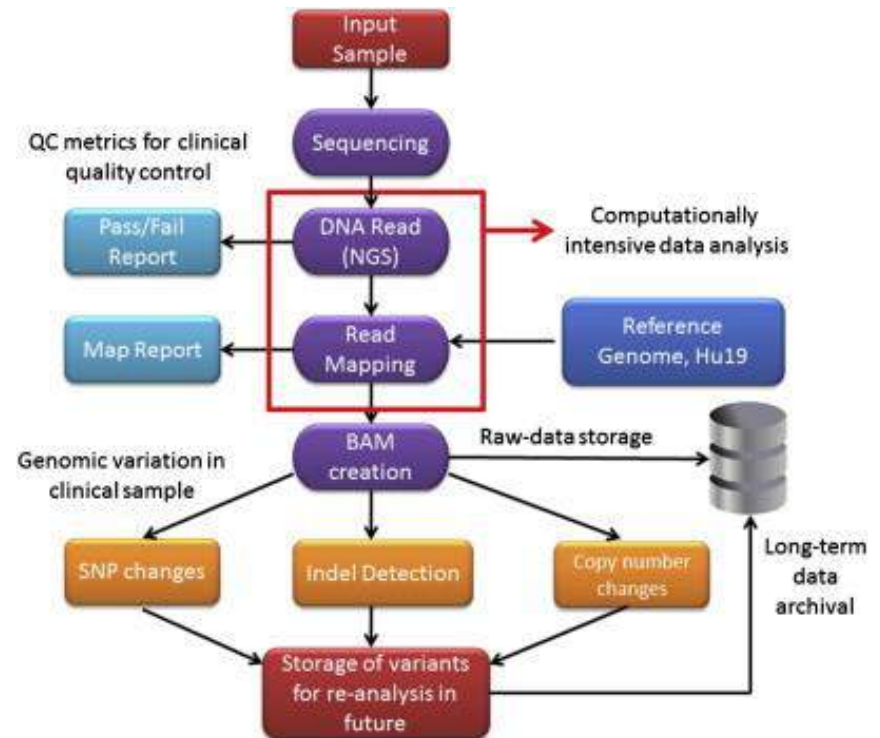 Input
Sample
Sequencing
QC metrics for clinical
quality control
Pass/Fail
Report
DNA Read
(NGS)
Computationally
intensive data analysis
Map Report
Read
Mapping
Reference
Genome, Hu19
BAM
creation
Raw-data storage
Genomic variation in
clinical sample
SNP changes
Indel Detection
Copy number
changes
Long-term
data
archival
Storage of variants
for re-analysis in
future